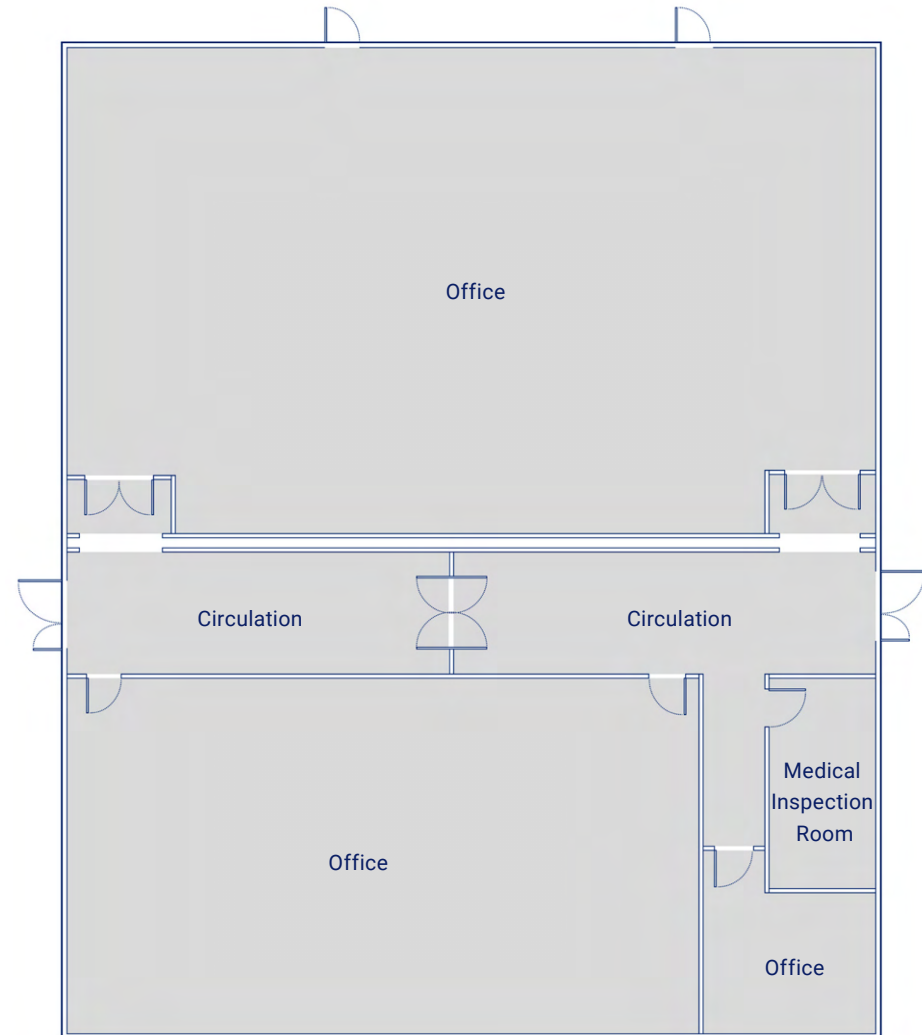 Office
Circulation
Circulation
Medical
Inspection
Room
Office
Office